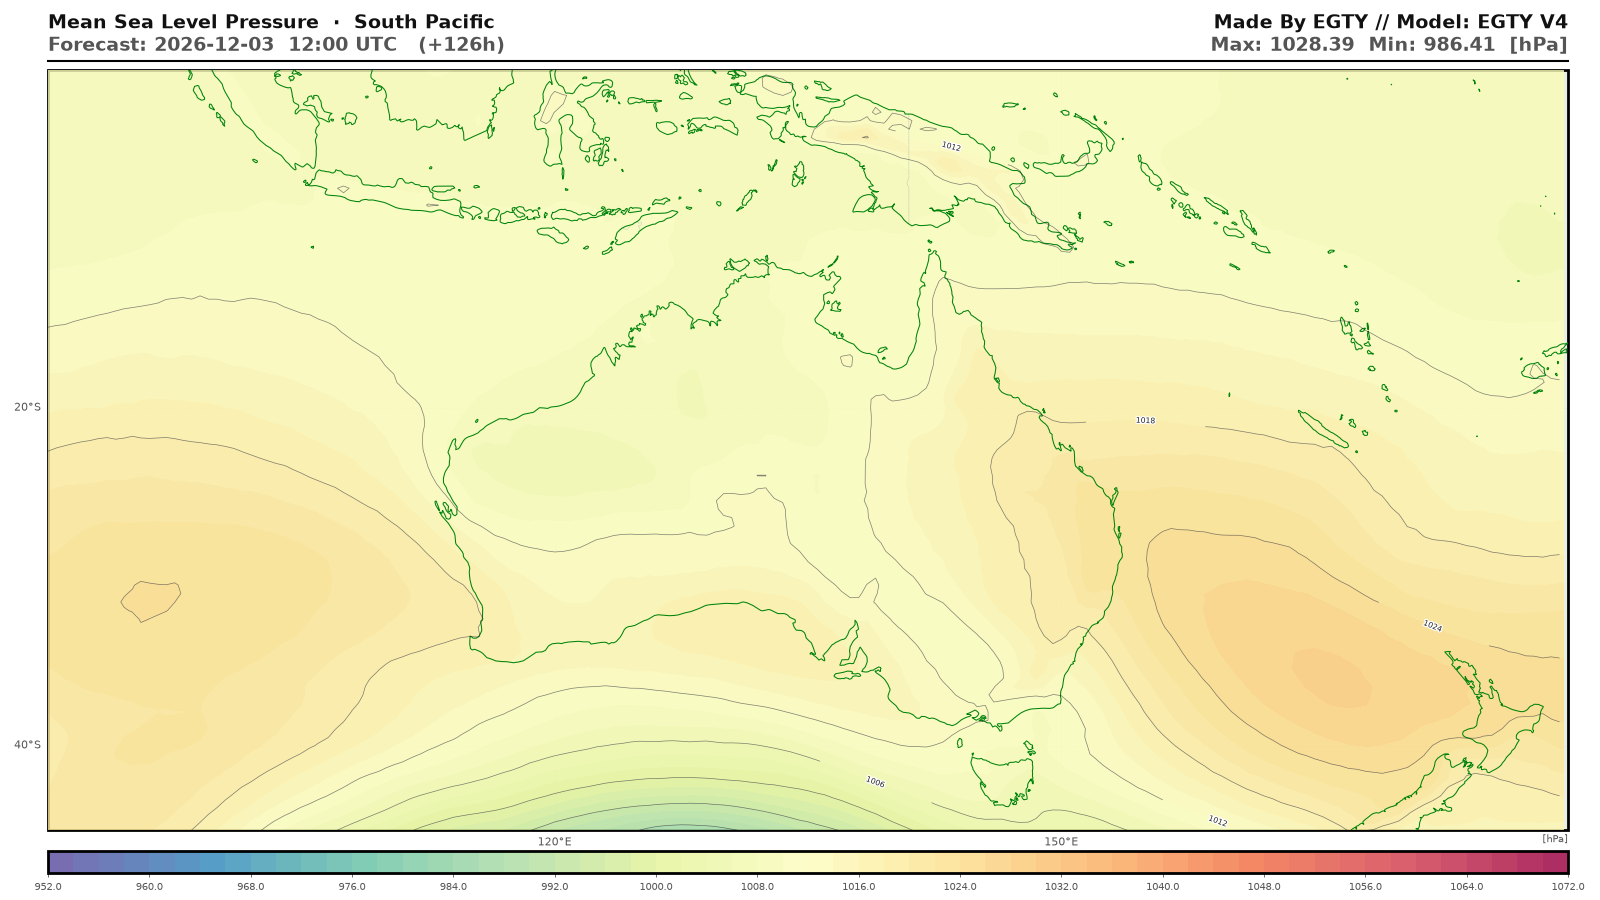 Mean Sea Level Pressure · South Pacific
Made By EGTY // Model: EGTY V4
Forecast: 2026-12-03 12:00 UTC (+126h)
Max: 1028.39 Min: 986.41 [hPa]
1012
20°S
1018
1024
40°S
1006
1012
120°E
150°E
[hPa]
952.0
960.0
968.0
976.0
984.0
992.0
1000.0
1008.0
1016.0
1024.0
1032.0
1040.0
1048.0
1056.0
1064.0
1072.0